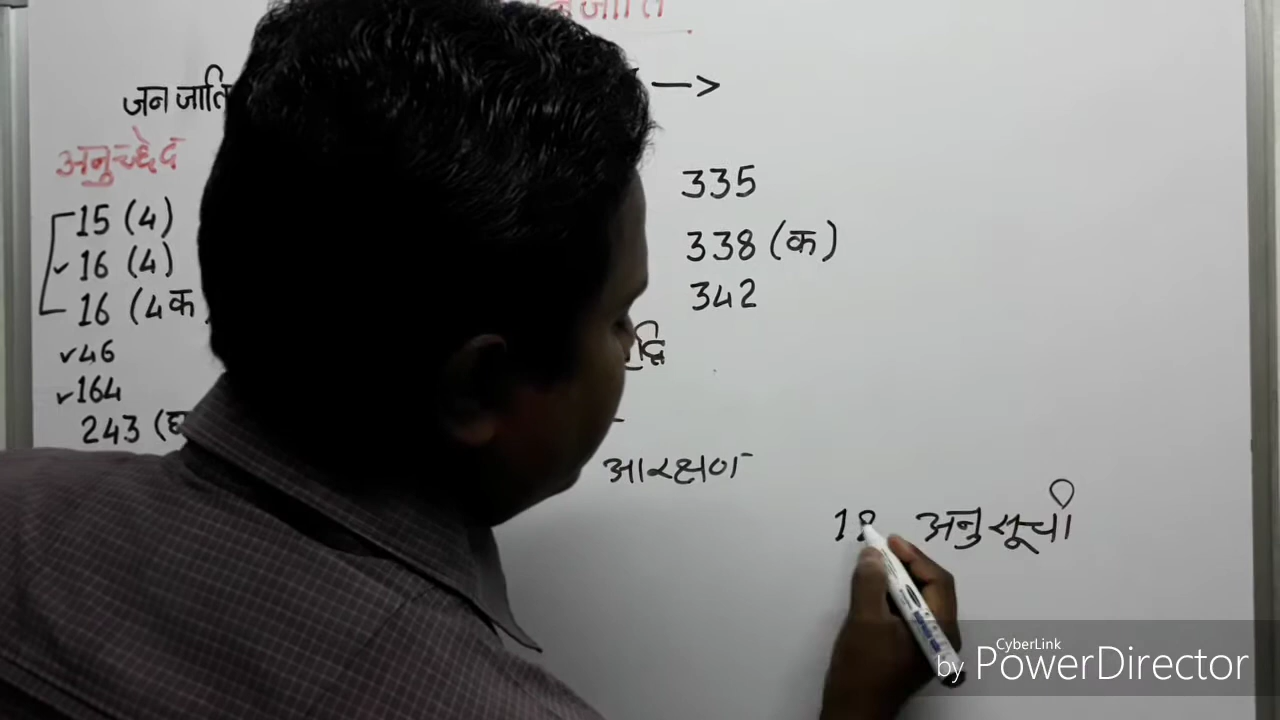 जाति
जन जाति —>
अनुच्छेद
15 (4)
16 (4)
16 (4क
46
164
243 (घ
335
338 (क)
342
आरक्षण
अनुसूची
CyberLink
by PowerDirector